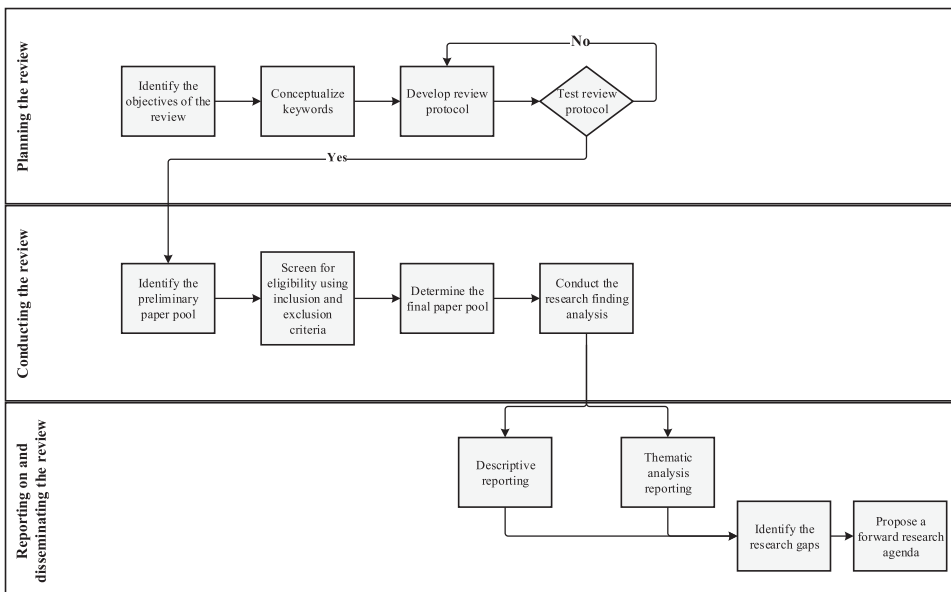 Planning the review
Identify the
objectives of the
review
Conceptualize
keywords
Develop review
protocol
Test review
protocol
No
Yes
Conducting the review
Identify the
preliminary
paper pool
Screen for
eligibility using
inclusion and
exclusion
criteria
Determine the
final paper pool
Conduct the
research finding
analysis
Reporting on and
disseminating the review
Descriptive
reporting
Thematic
analysis
reporting
Identify the
research gaps
Propose a
forward research
agenda